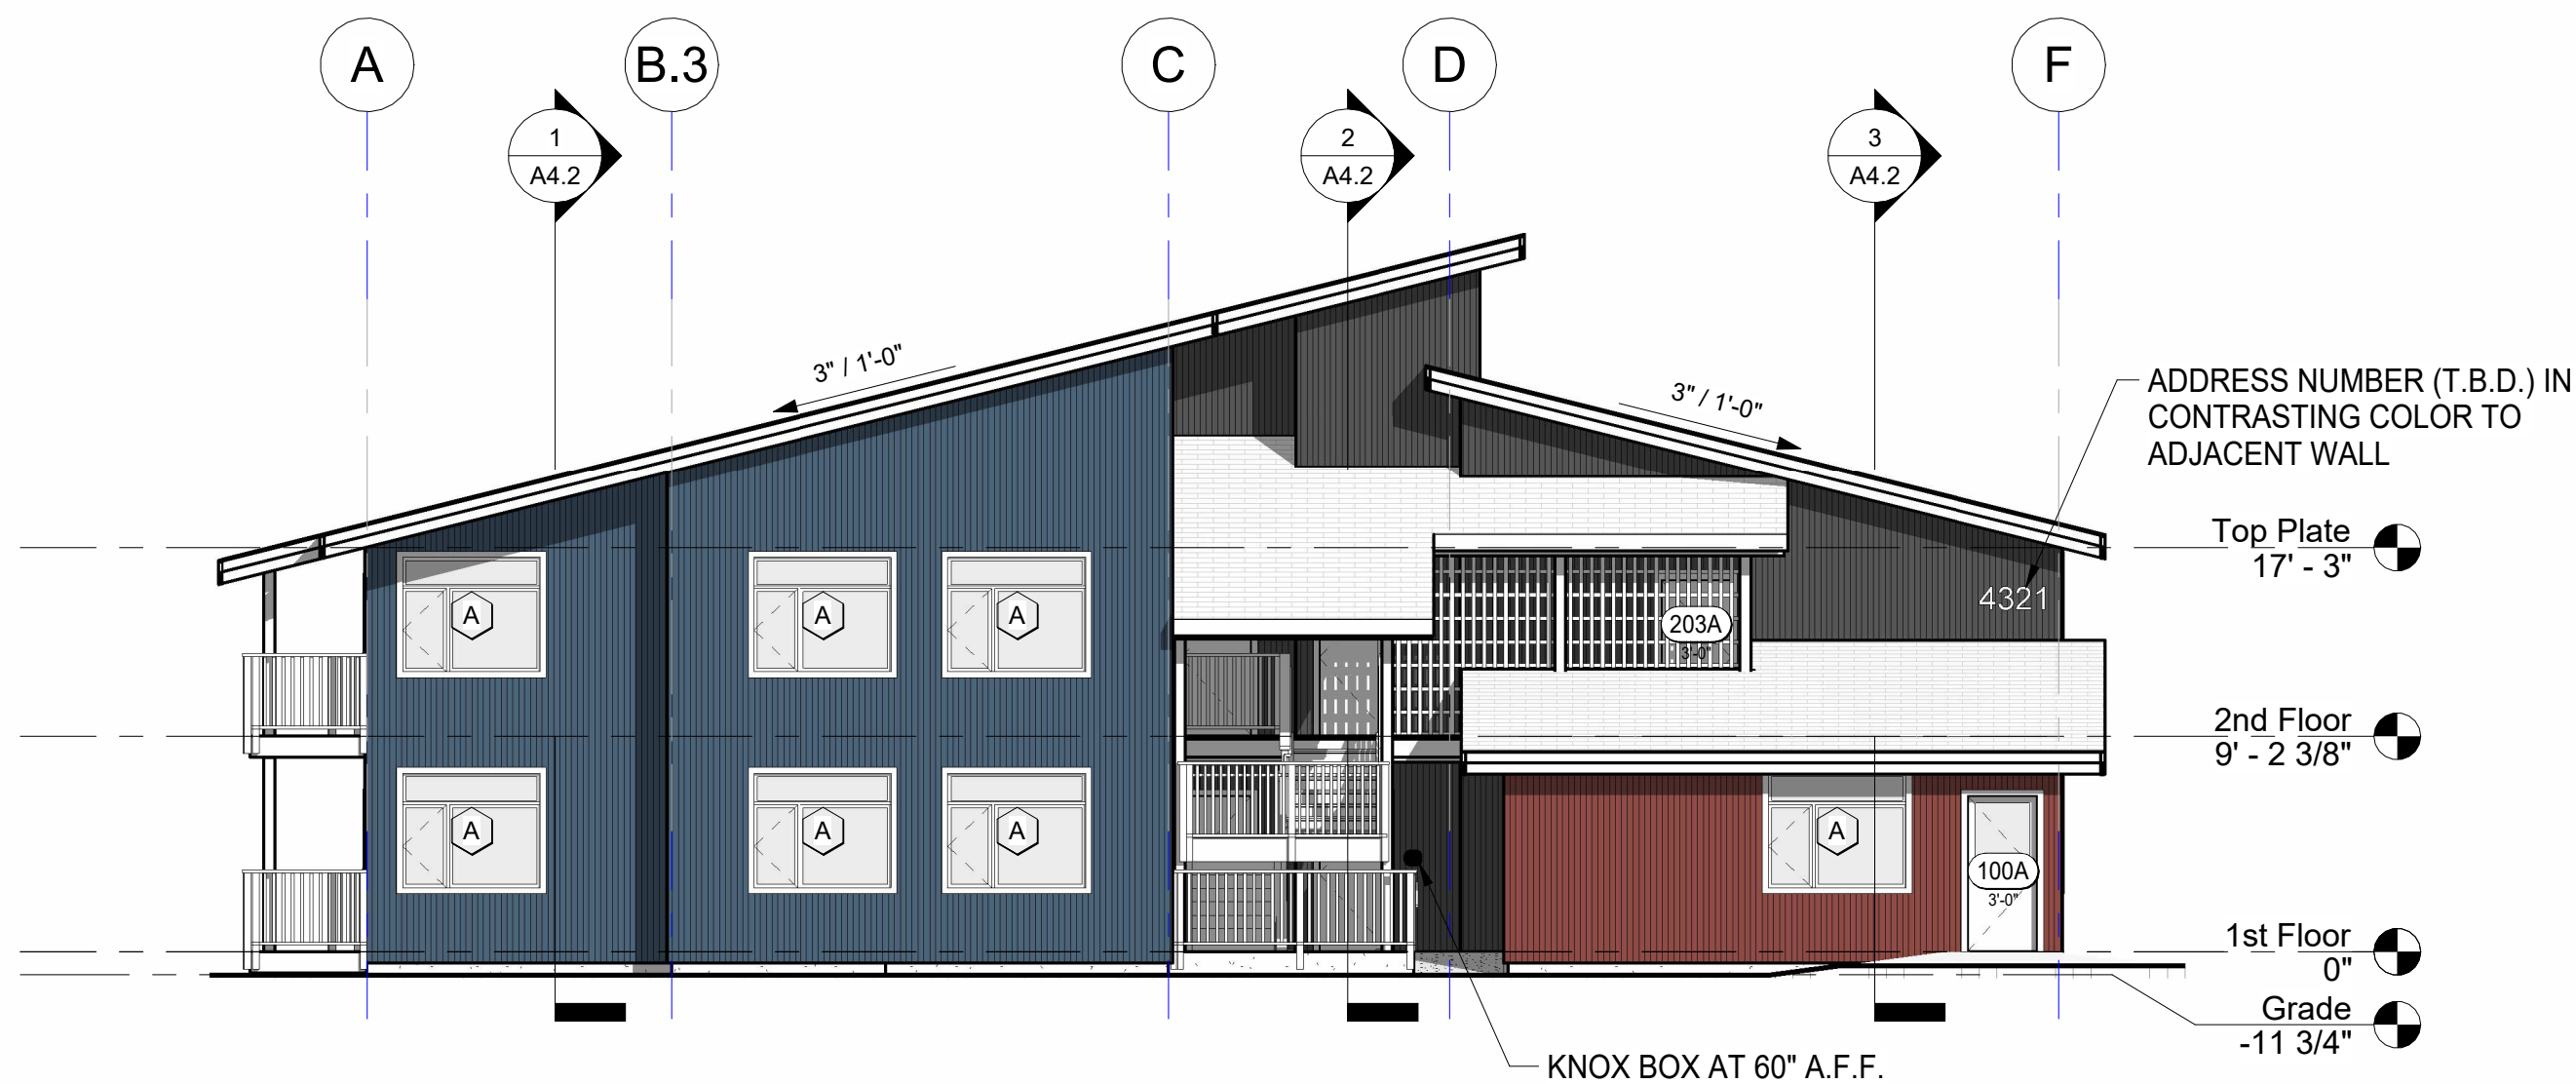 A
B.3
C
D
F
1
A4.2
2
A4.2
3
A4.2
3" / 1'-0"
3" / 1'-0"
ADDRESS NUMBER (T.B.D.) IN
CONTRASTING COLOR TO
ADJACENT WALL
Top Plate
17' - 3"
4321
A
A
A
203A
3'-0"
2nd Floor
9' - 2 3/8"
A
A
A
A
100A
3'-0"
1st Floor
0"
Grade
-11 3/4"
KNOX BOX AT 60" A.F.F.